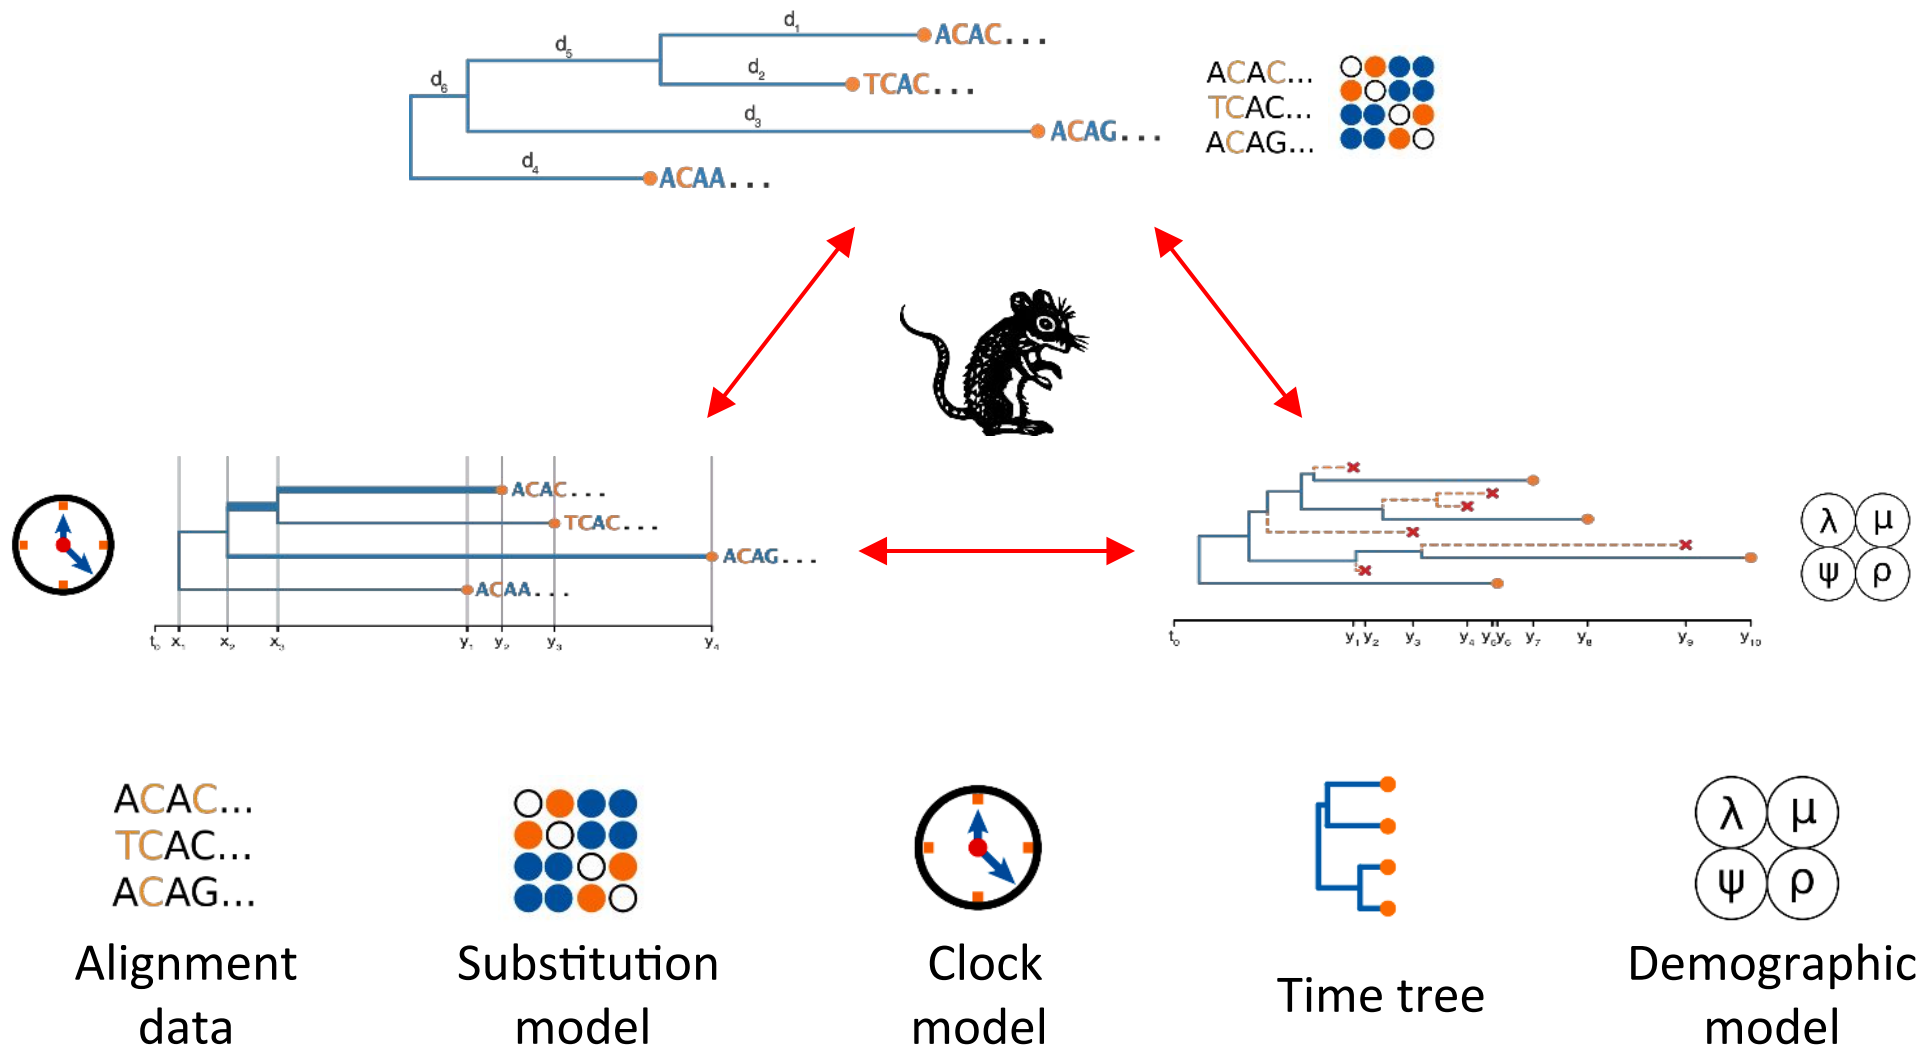 d1
ACAC...
d5
d2
TCAC...
d6
d3
ACAG...
d4
ACAA...
ACAC...
TCAC...
ACAG...
ACAC...
TCAC...
ACAG...
ACAA...
t0 x1 x2 x3 y1 y2 y3 y4
λ μ
ψ ρ
t0 y1 y2 y3 y4 y5 y6 y7 y8 y9 y10
ACAC...
TCAC...
ACAG...
λ μ
ψ ρ
Alignment
data
Substitution
model
Clock
model
Time tree
Demographic
model